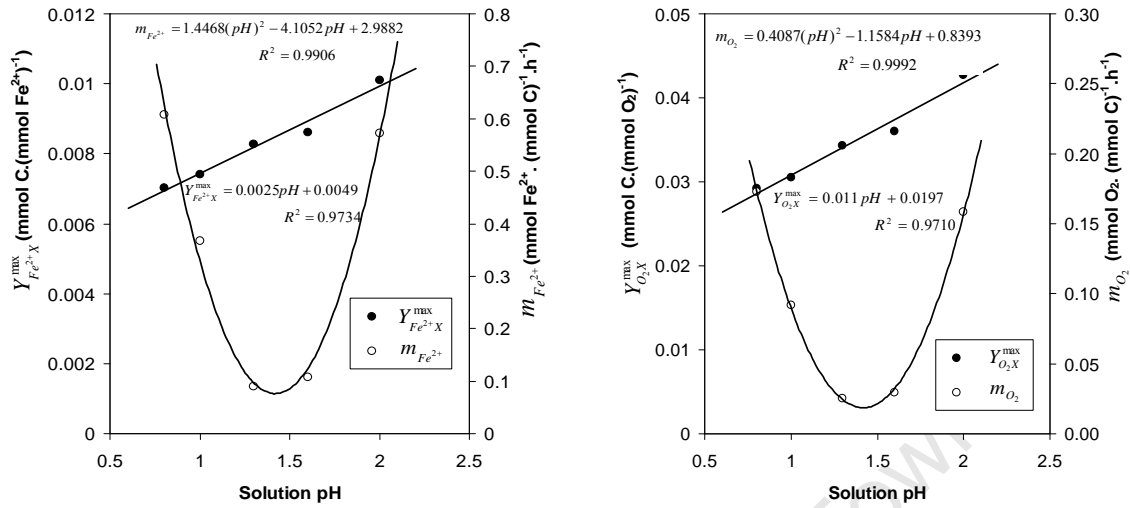 m_{Fe^{2+}} = 1.4468(pH)^2 − 4.1052 pH + 2.9882
R^2 = 0.9906
Y^{max}_{Fe^{2+}X} = 0.0025pH + 0.0049
R^2 = 0.9734
Y^{max}_{Fe^{2+}X}
m_{Fe^{2+}}
0.012
0.01
0.008
0.006
0.004
0.002
0
0.8
0.7
0.6
0.5
0.4
0.3
0.2
0.1
0
0.5 1 1.5 2 2.5
Solution pH
Y^{max}_{Fe^{2+}X} (mmol C.(mmol Fe^{2+})^{-1}
m_{Fe^{2+}} (mmol Fe^{2+}. (mmol C)^{-1}.h^{-1}
m_{O_2} = 0.4087(pH)^2 − 1.1584 pH + 0.8393
R^2 = 0.9992
Y^{max}_{O_2X} = 0.011 pH + 0.0197
R^2 = 0.9710
Y^{max}_{O_2X}
m_{O_2}
0.05
0.04
0.03
0.02
0.01
0
0.30
0.25
0.20
0.15
0.10
0.05
0.00
0.5 1 1.5 2 2.5
Solution pH
Y^{max}_{O_2X} (mmol C.(mmol O_2)^{-1}
m_{O_2} (mmol O_2. (mmol C)^{-1}.h^{-1}